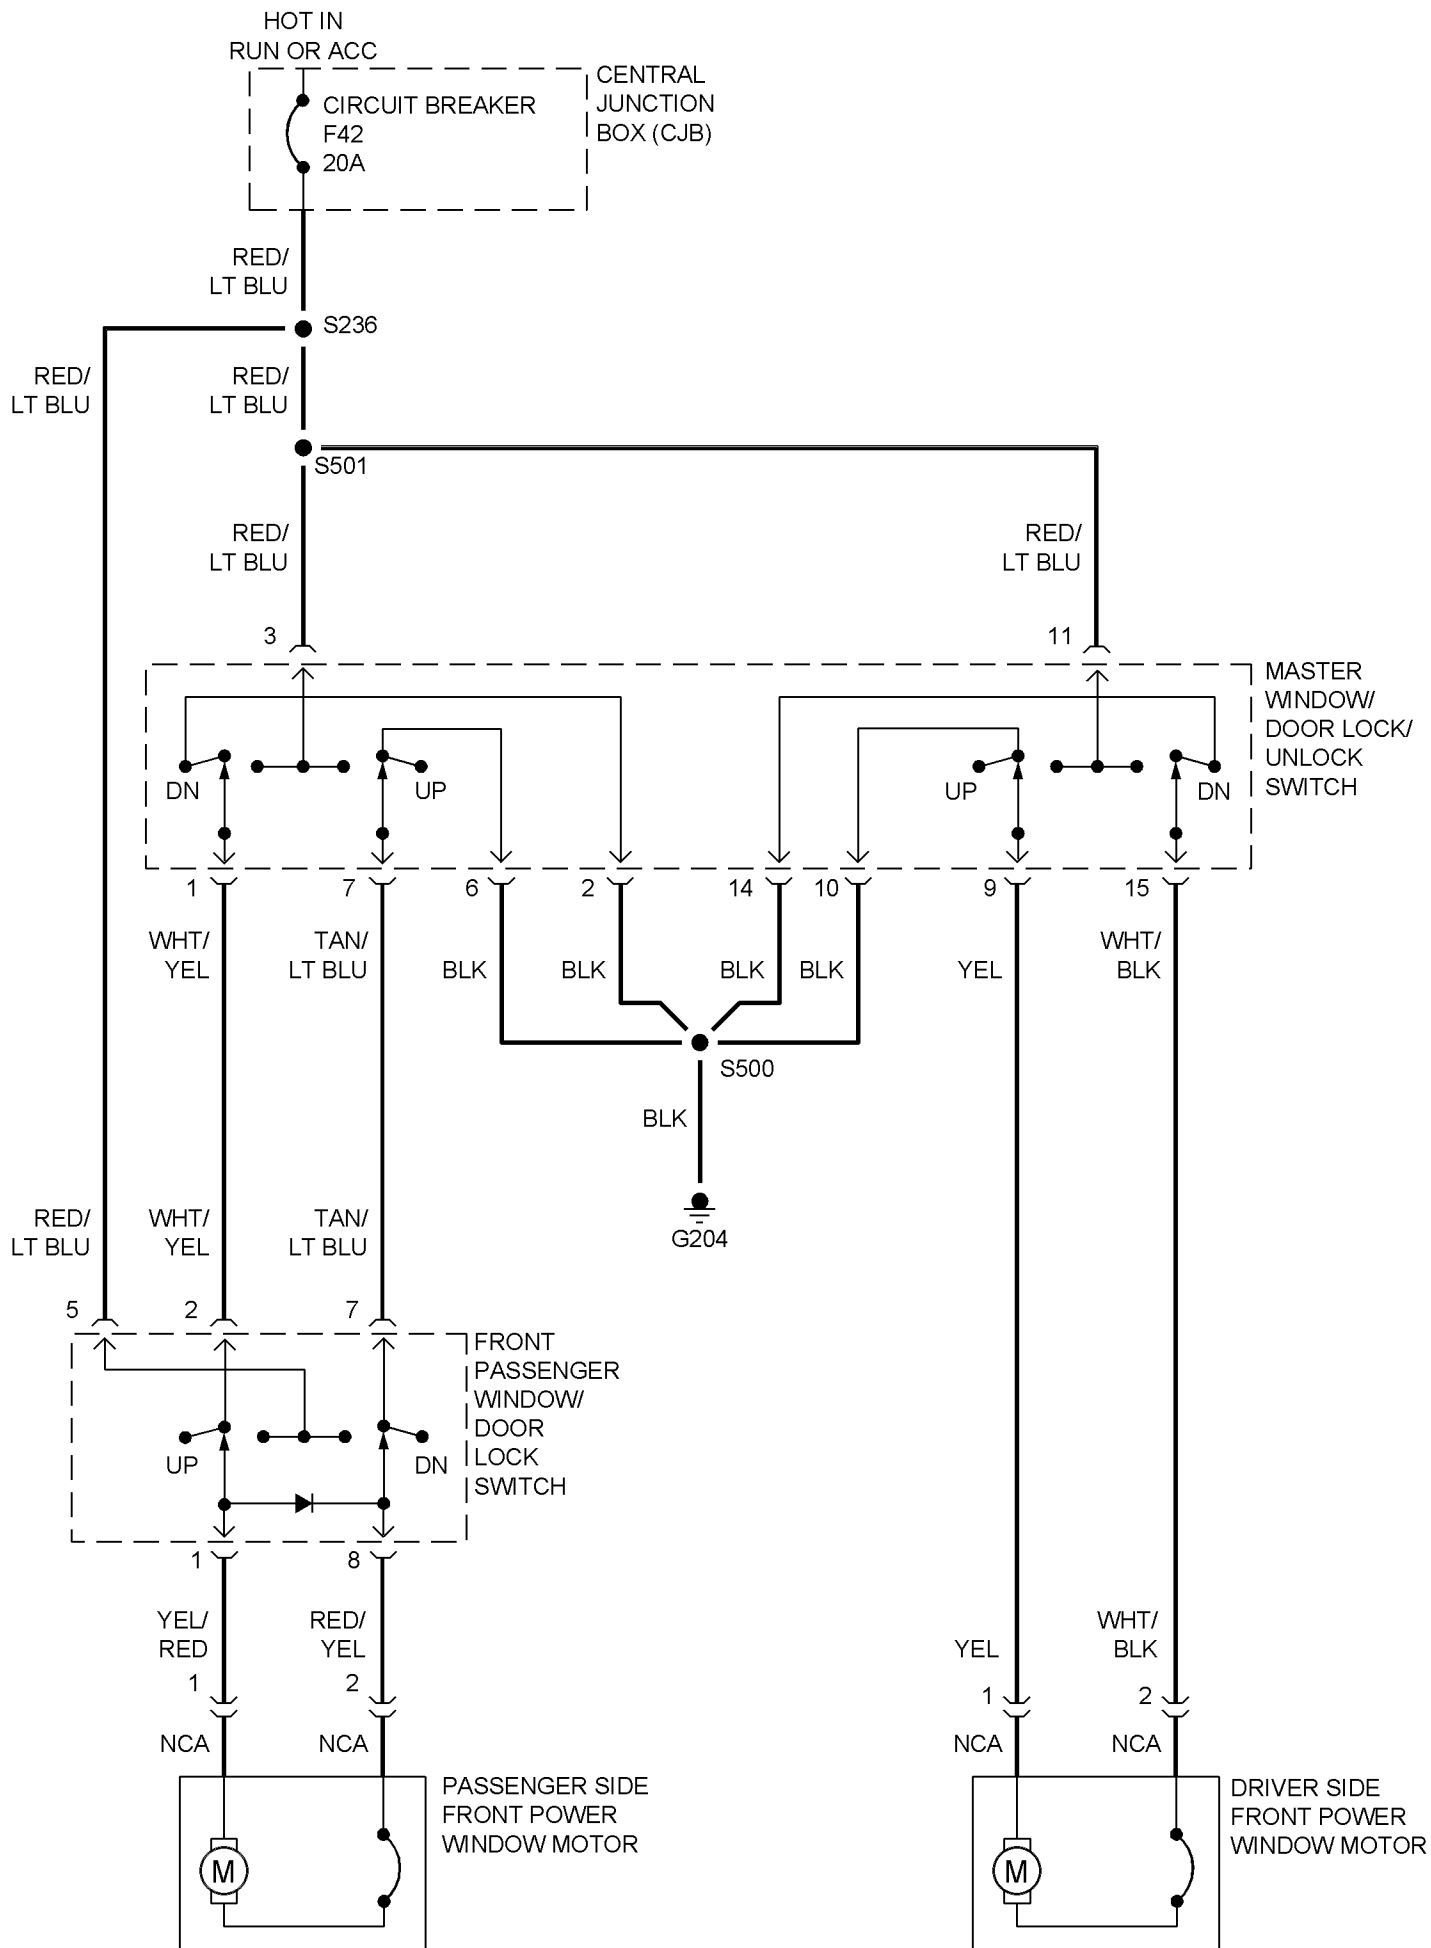 HOT IN
RUN OR ACC
CENTRAL
JUNCTION
BOX (CJB)
CIRCUIT BREAKER
F42
20A
RED/
LT BLU
S236
RED/
LT BLU
RED/
LT BLU
S501
RED/
LT BLU
RED/
LT BLU
3
11
MASTER
WINDOW/
DOOR LOCK/
UNLOCK
SWITCH
DN
UP
UP
DN
1
7
6
2
14
10
9
15
WHT/
YEL
TAN/
LT BLU
BLK
BLK
BLK
BLK
YEL
WHT/
BLK
S500
BLK
G204
RED/
LT BLU
WHT/
YEL
TAN/
LT BLU
5
2
7
FRONT
PASSENGER
WINDOW/
DOOR
LOCK
SWITCH
UP
DN
1
8
YEL/
RED
RED/
YEL
YEL
WHT/
BLK
1
2
1
2
NCA
NCA
NCA
NCA
PASSENGER SIDE
FRONT POWER
WINDOW MOTOR
DRIVER SIDE
FRONT POWER
WINDOW MOTOR
M
M